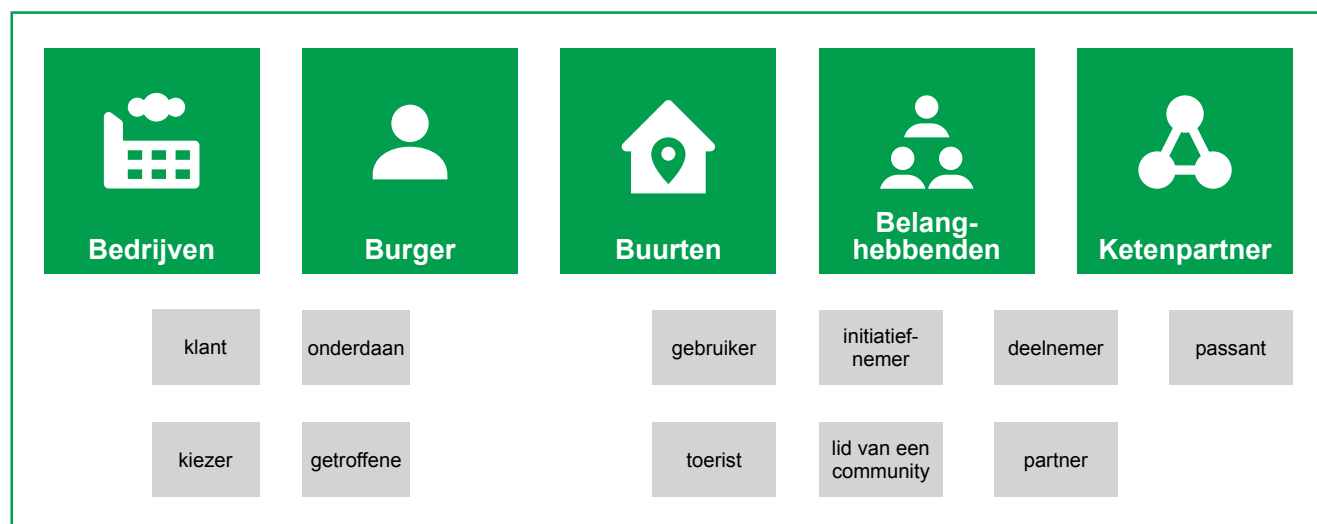 Bedrijven
Burger
Buurten
Belang-
hebbenden
Ketenpartner
klant
onderdaan
gebruiker
initiatief-
nemer
deelnemer
passant
kiezer
getroffene
toerist
lid van een
community
partner